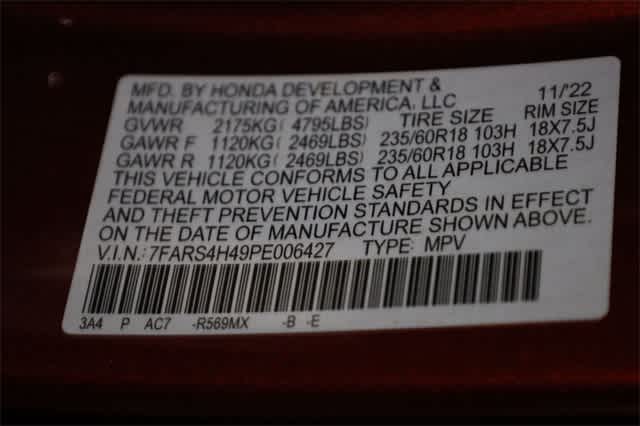 MFD. BY HONDA DEVELOPMENT & 11/'22
MANUFACTURING OF AMERICA, LLC TIRE SIZE RIM SIZE
GVWR 2175KG( 4795LBS)
GAWR F 1120KG( 2469LBS) 235/60R18 103H 18X7.5J
GAWR R 1120KG( 2469LBS) 235/60R18 103H 18X7.5J
THIS VEHICLE CONFORMS TO ALL APPLICABLE
FEDERAL MOTOR VEHICLE SAFETY
AND THEFT PREVENTION STANDARDS IN EFFECT
ON THE DATE OF MANUFACTURE SHOWN ABOVE.
V.I.N.: 7FARS4H49PE006427 TYPE: MPV
3A4 P AC7 -R569MX -B -E